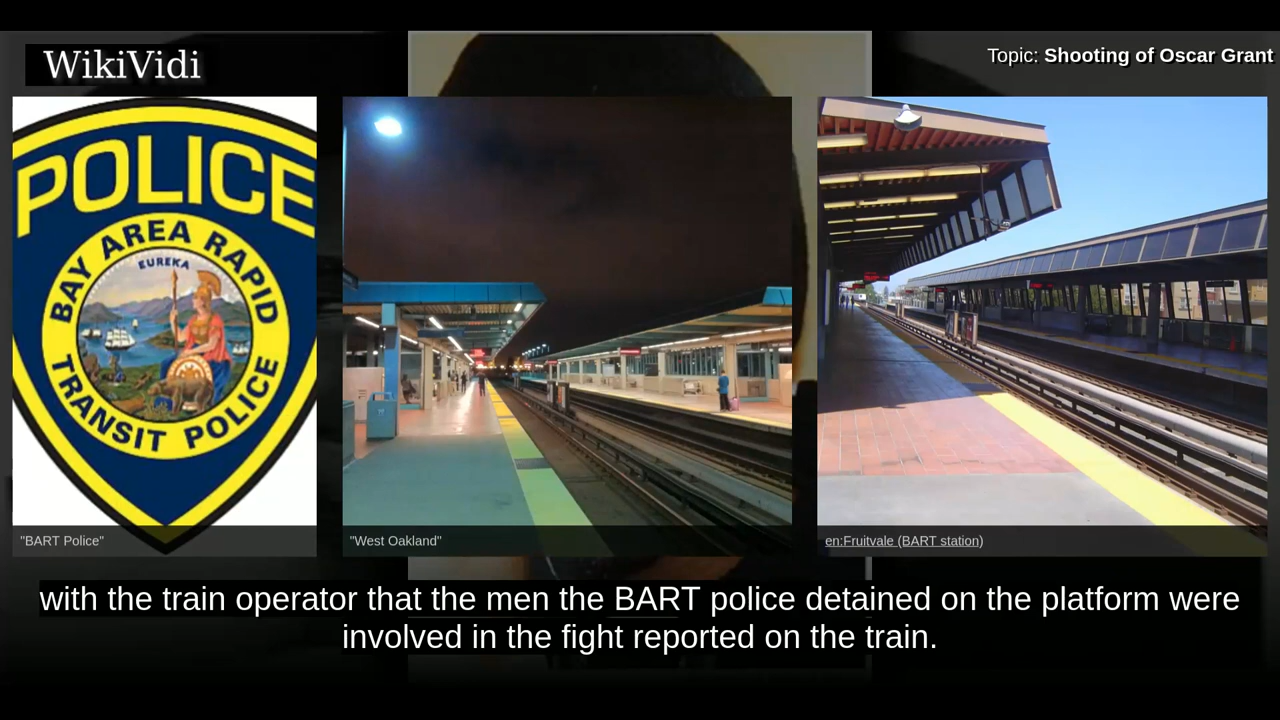 WikiVidi
Topic: Shooting of Oscar Grant
POLICE
BAY AREA RAPID
EUREKA
TRANSIT POLICE
"BART Police"
"West Oakland"
en:Fruitvale (BART station)
with the train operator that the men the BART police detained on the platform were
involved in the fight reported on the train.